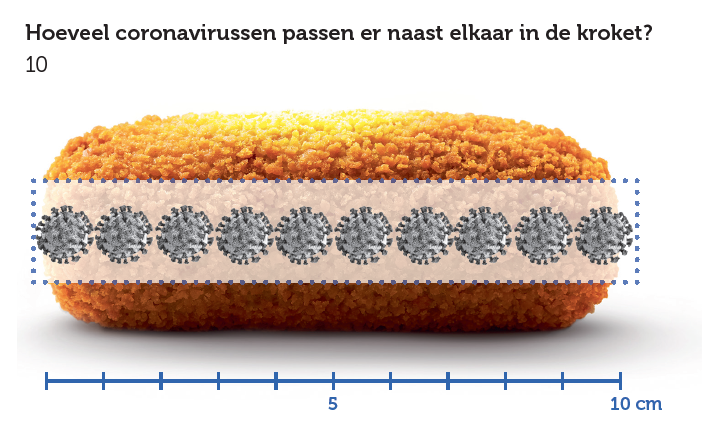 Hoeveel coronavirussen passen er naast elkaar in de kroket?
10
5
10 cm